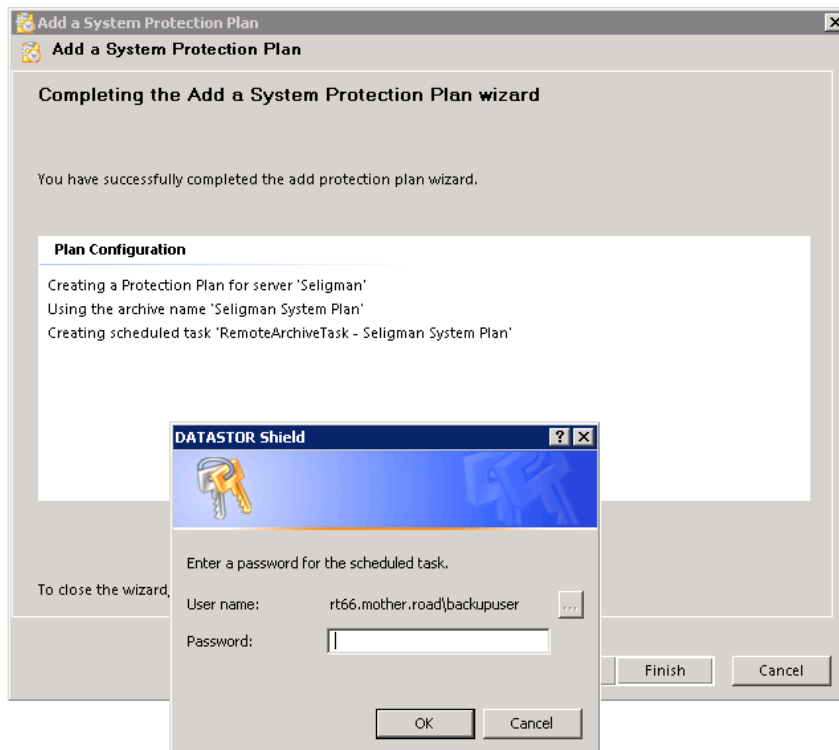 Add a System Protection Plan
Add a System Protection Plan
Completing the Add a System Protection Plan wizard
You have successfully completed the add protection plan wizard.
Plan Configuration
Creating a Protection Plan for server 'Seligman'
Using the archive name 'Seligman System Plan'
Creating scheduled task 'RemoteArchiveTask - Seligman System Plan'
DATASTOR Shield
Enter a password for the scheduled task.
To close the wizard,
User name: rt66.mother.road\backupuser ...
Password:
Finish Cancel
OK Cancel